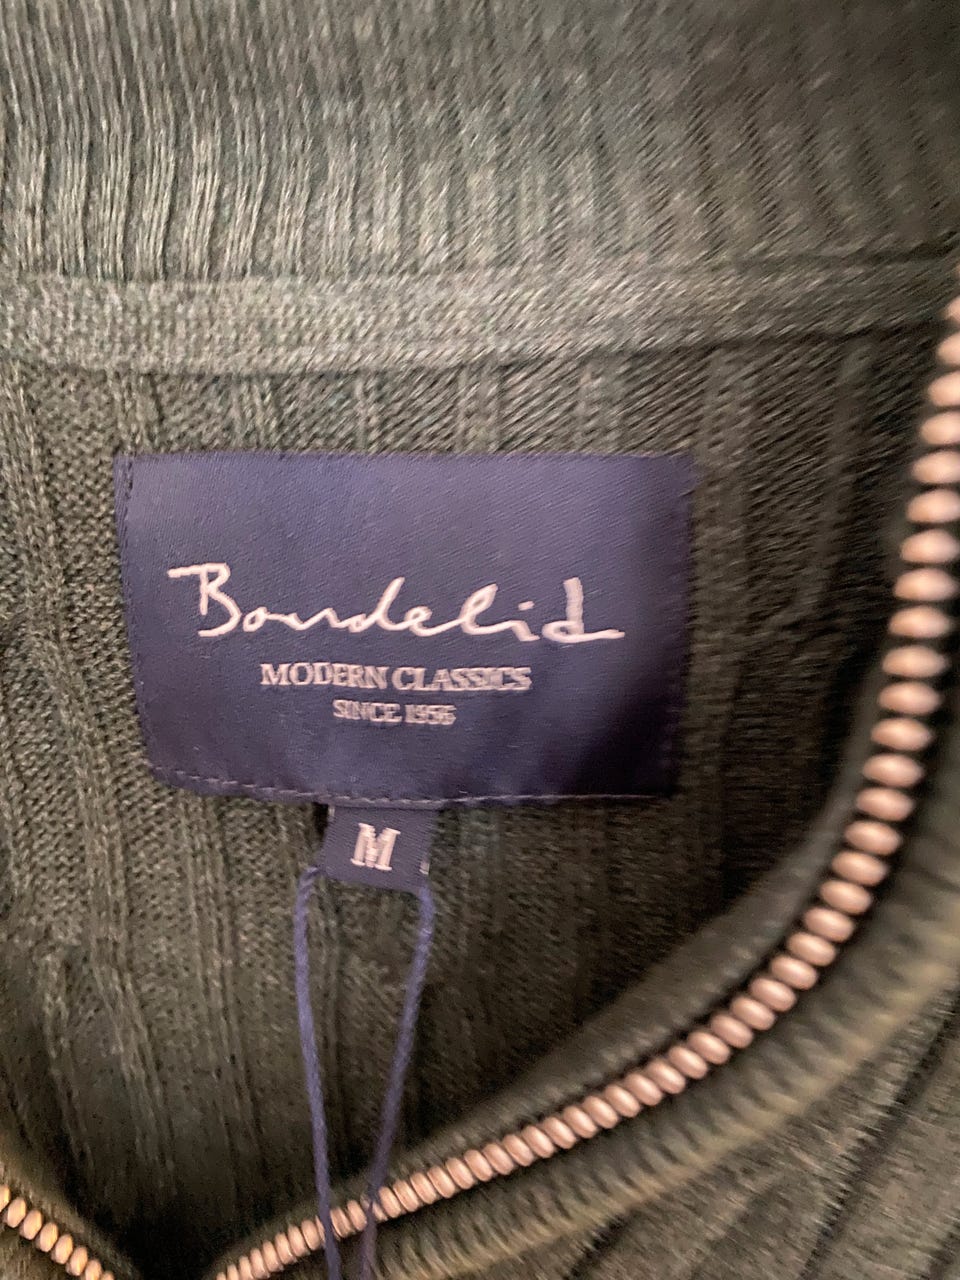 Bondelid
MODERN CLASSICS
SINCE 1956
M